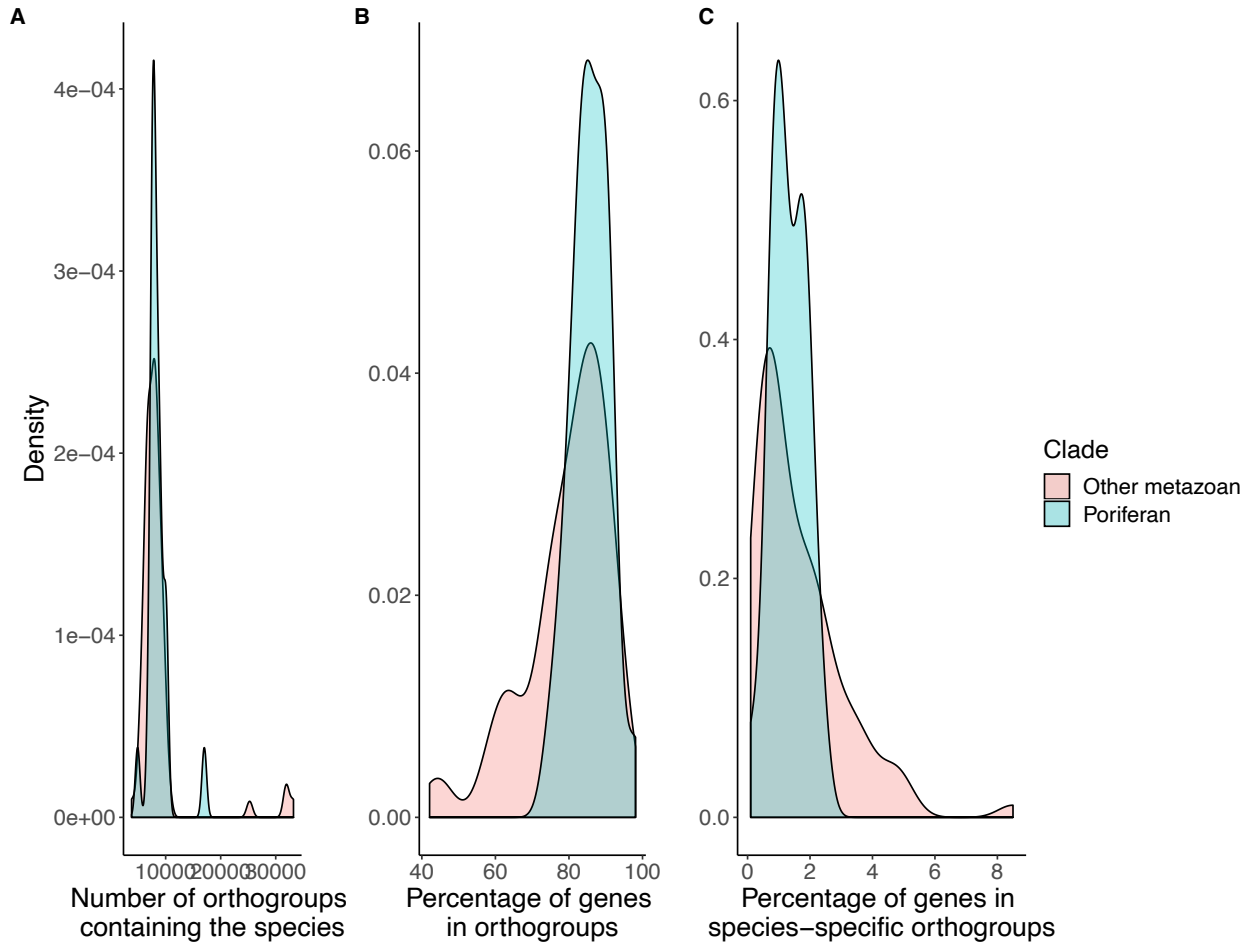 A
B
C
Density
4e−04
3e−04
2e−04
1e−04
0e+00
10000 20000 30000
Number of orthogroups
containing the species
0.06
0.04
0.02
0.00
40 60 80 100
Percentage of genes
in orthogroups
0.6
0.4
0.2
0.0
0 2 4 6 8
Percentage of genes in
species−specific orthogroups
Clade
Other metazoan
Poriferan